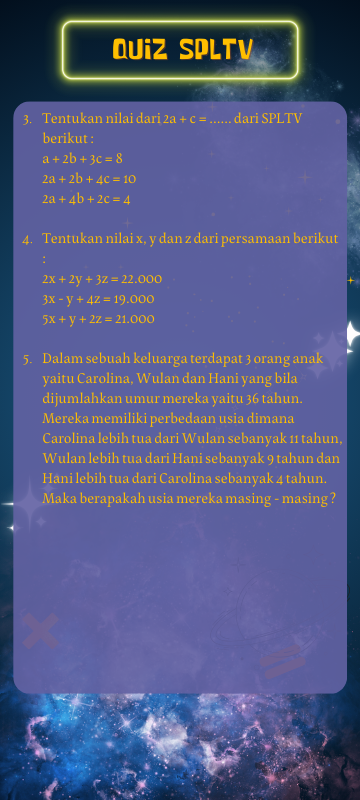 QUIZ SPLTV
3. Tentukan nilai dari 2a + c = ...... dari SPLTV
berikut :
a + 2b + 3c = 8
2a + 2b + 4c = 10
2a + 4b + 2c = 4
4. Tentukan nilai x, y dan z dari persamaan berikut
:
2x + 2y + 3z = 22.000
3x - y + 4z = 19.000
5x + y + 2z = 21.000
5. Dalam sebuah keluarga terdapat 3 orang anak
yaitu Carolina, Wulan dan Hani yang bila
dijumlahkan umur mereka yaitu 36 tahun.
Mereka memiliki perbedaan usia dimana
Carolina lebih tua dari Wulan sebanyak 11 tahun,
Wulan lebih tua dari Hani sebanyak 9 tahun dan
Hani lebih tua dari Carolina sebanyak 4 tahun.
Maka berapakah usia mereka masing - masing ?